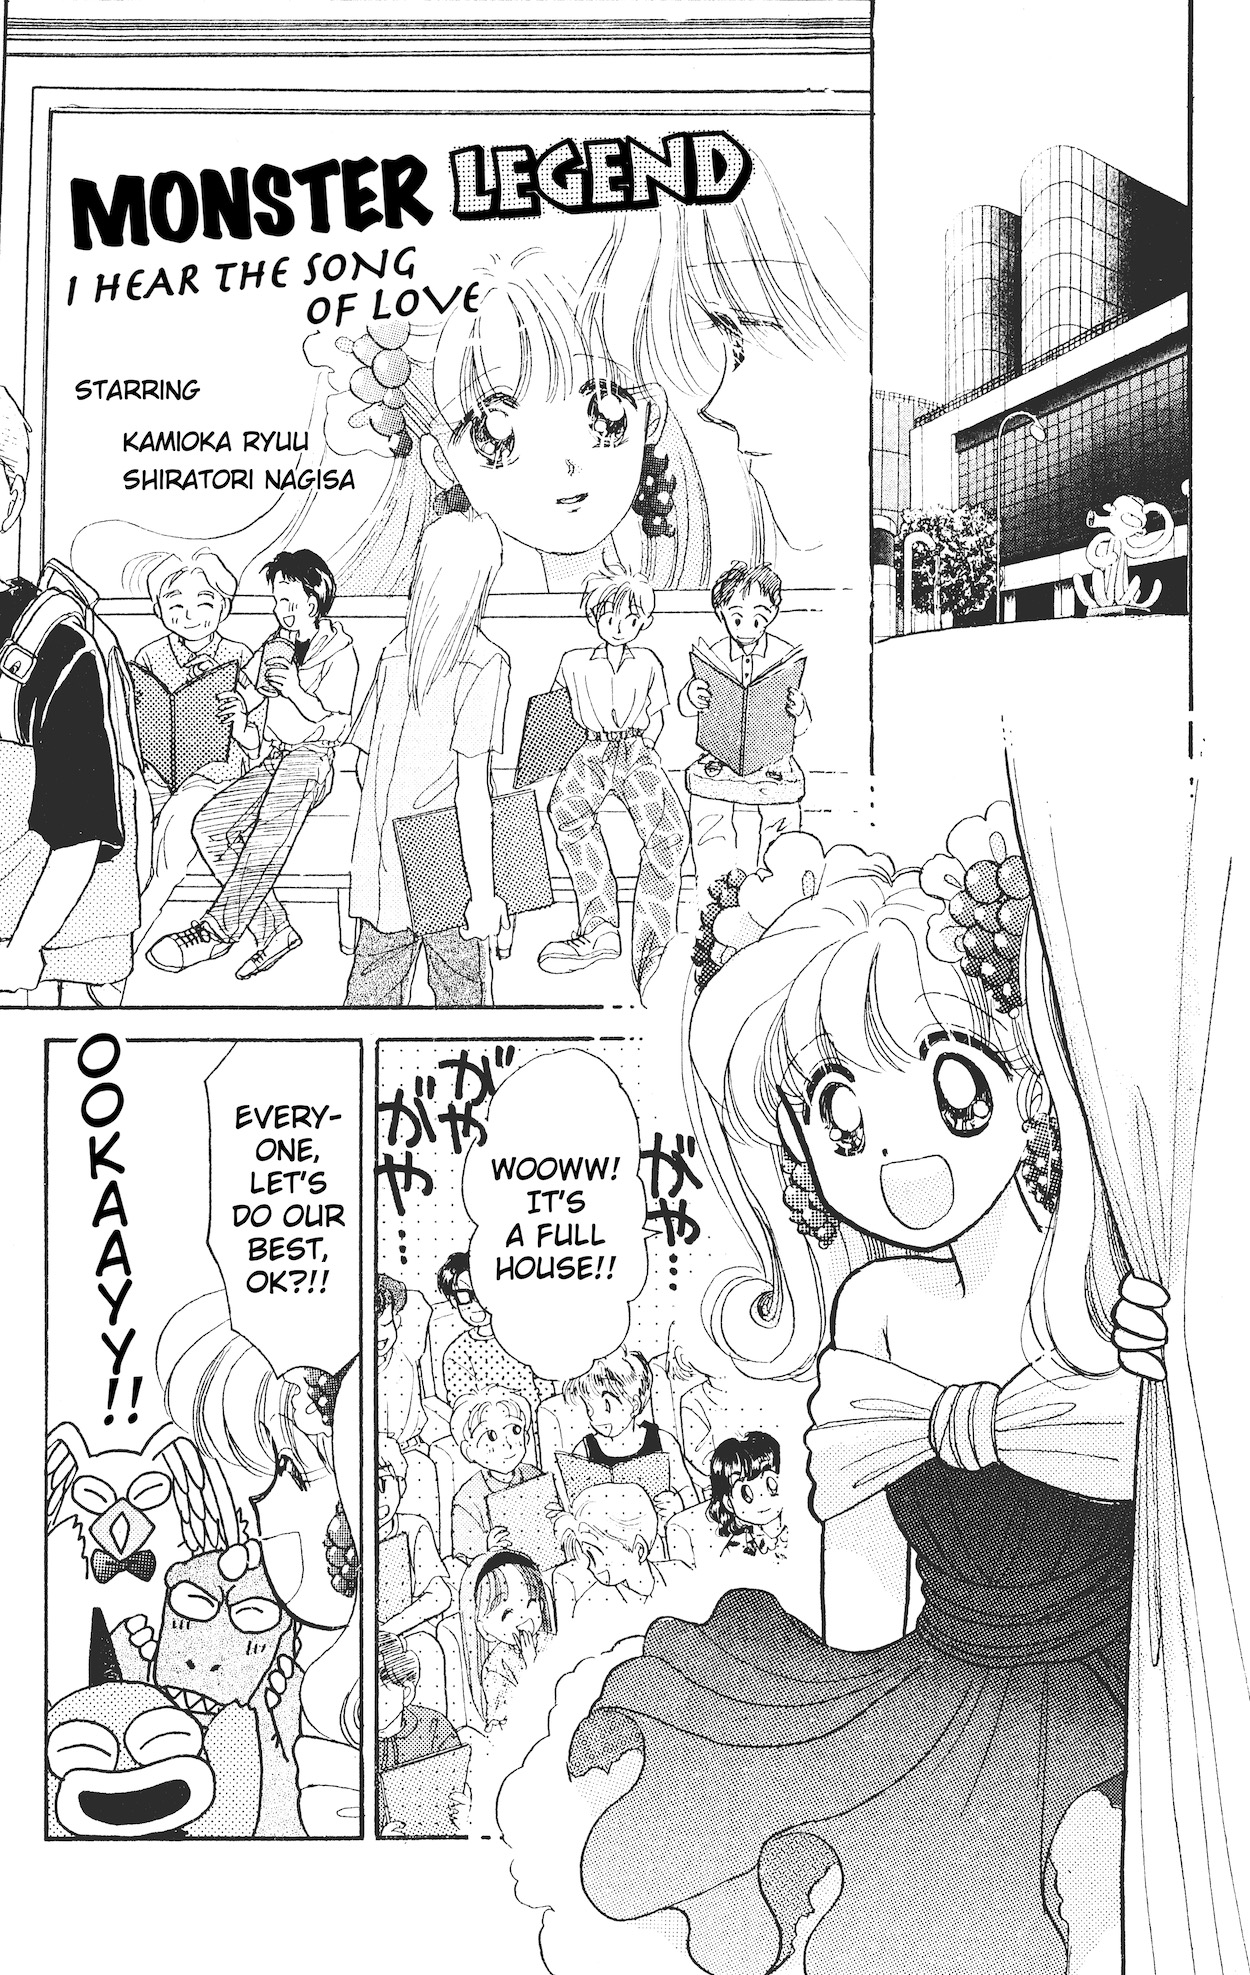 MONSTER LEGEND
I HEAR THE SONG
OF LOVE
STARRING
KAMIOKA RYUU
SHIRATORI NAGISA
WOOWW!
IT'S
A FULL
HOUSE!!
がや
がや…
がや…
EVERY-
ONE,
LET'S
DO OUR
BEST,
OK?!!
OOKAAYY!!